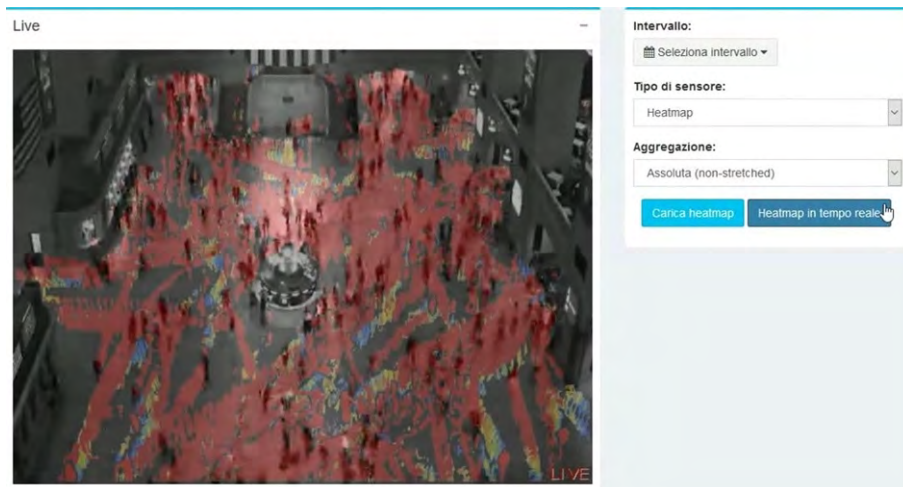 Live
Intervallo:
Seleziona intervallo
Tipo di sensore:
Heatmap
Aggregazione:
Assoluta (non-stretched)
Carica heatmap
Heatmap in tempo reale
LIVE